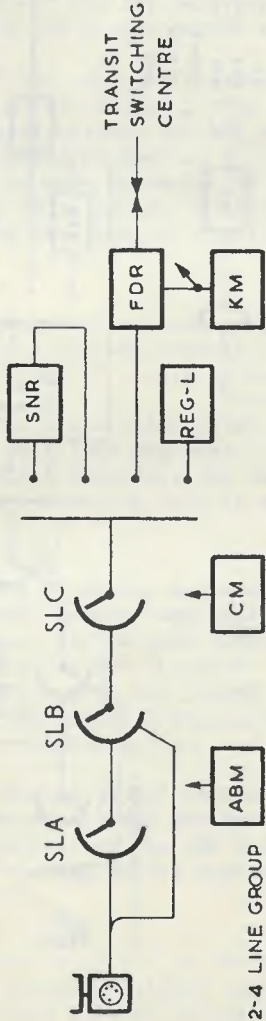 SLA
SLB
SLC
SNR
FDR
TRANSIT
SWITCHING
CENTRE
REG-L
KM
ABM
CM
2-4 LINE GROUP